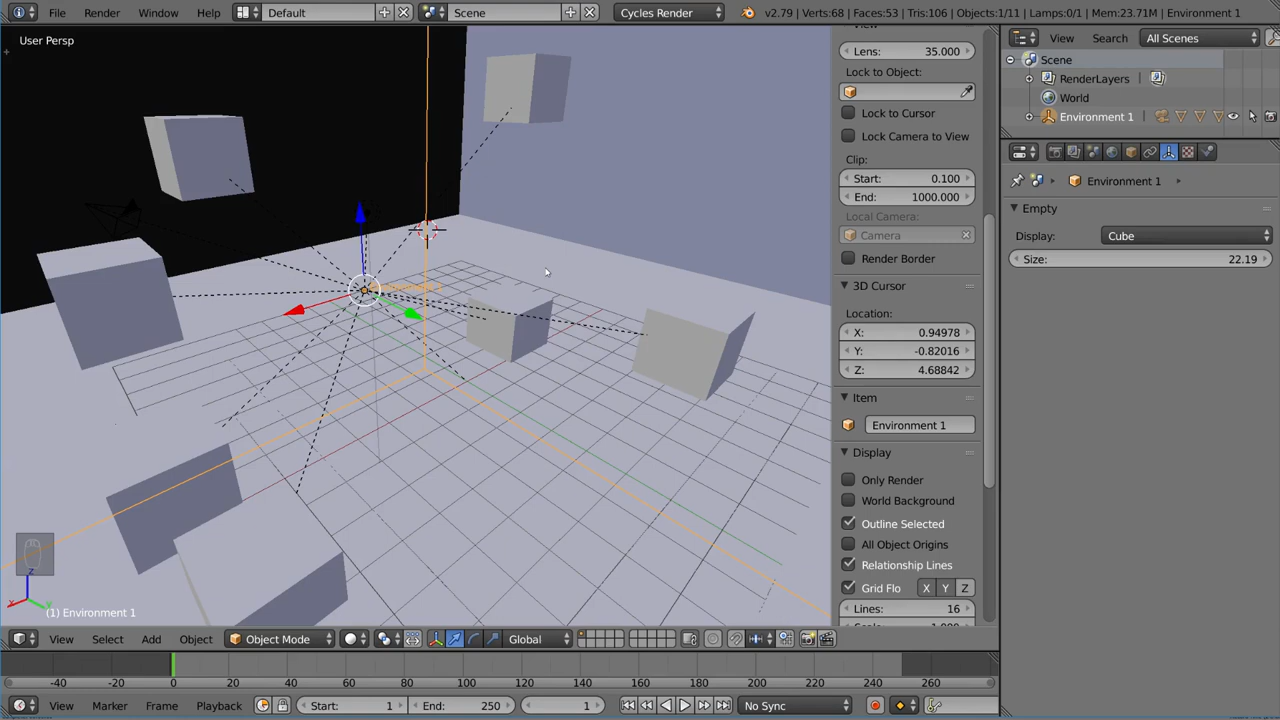 File Render Window Help Default Scene Cycles Render v2.79 | Verts:68 | Faces:53 | Tris:106 | Objects:1/11 | Lamps:0/1 | Mem:23.71M | Environment 1
User Persp
Lens: 35.000
Lock to Object:
Lock to Cursor
Lock Camera to View
Clip:
Start: 0.100
End: 1000.000
Local Camera:
Camera
Render Border
3D Cursor
Location:
X: 0.94978
Y: -0.82016
Z: 4.68842
Item
Environment 1
Display
Only Render
World Background
Outline Selected
All Object Origins
Relationship Lines
Grid Flo X Y Z
Lines: 16
View Search All Scenes
Scene
RenderLayers
World
Environment 1
Environment 1
Empty
Display: Cube
Size: 22.19
Z
X Y
(1) Environment 1
View Select Add Object Object Mode Global
-40 -20 0 20 40 60 80 100 120 140 160 180 200 220 240 260
View Marker Frame Playback Start: 1 End: 250 1 No Sync